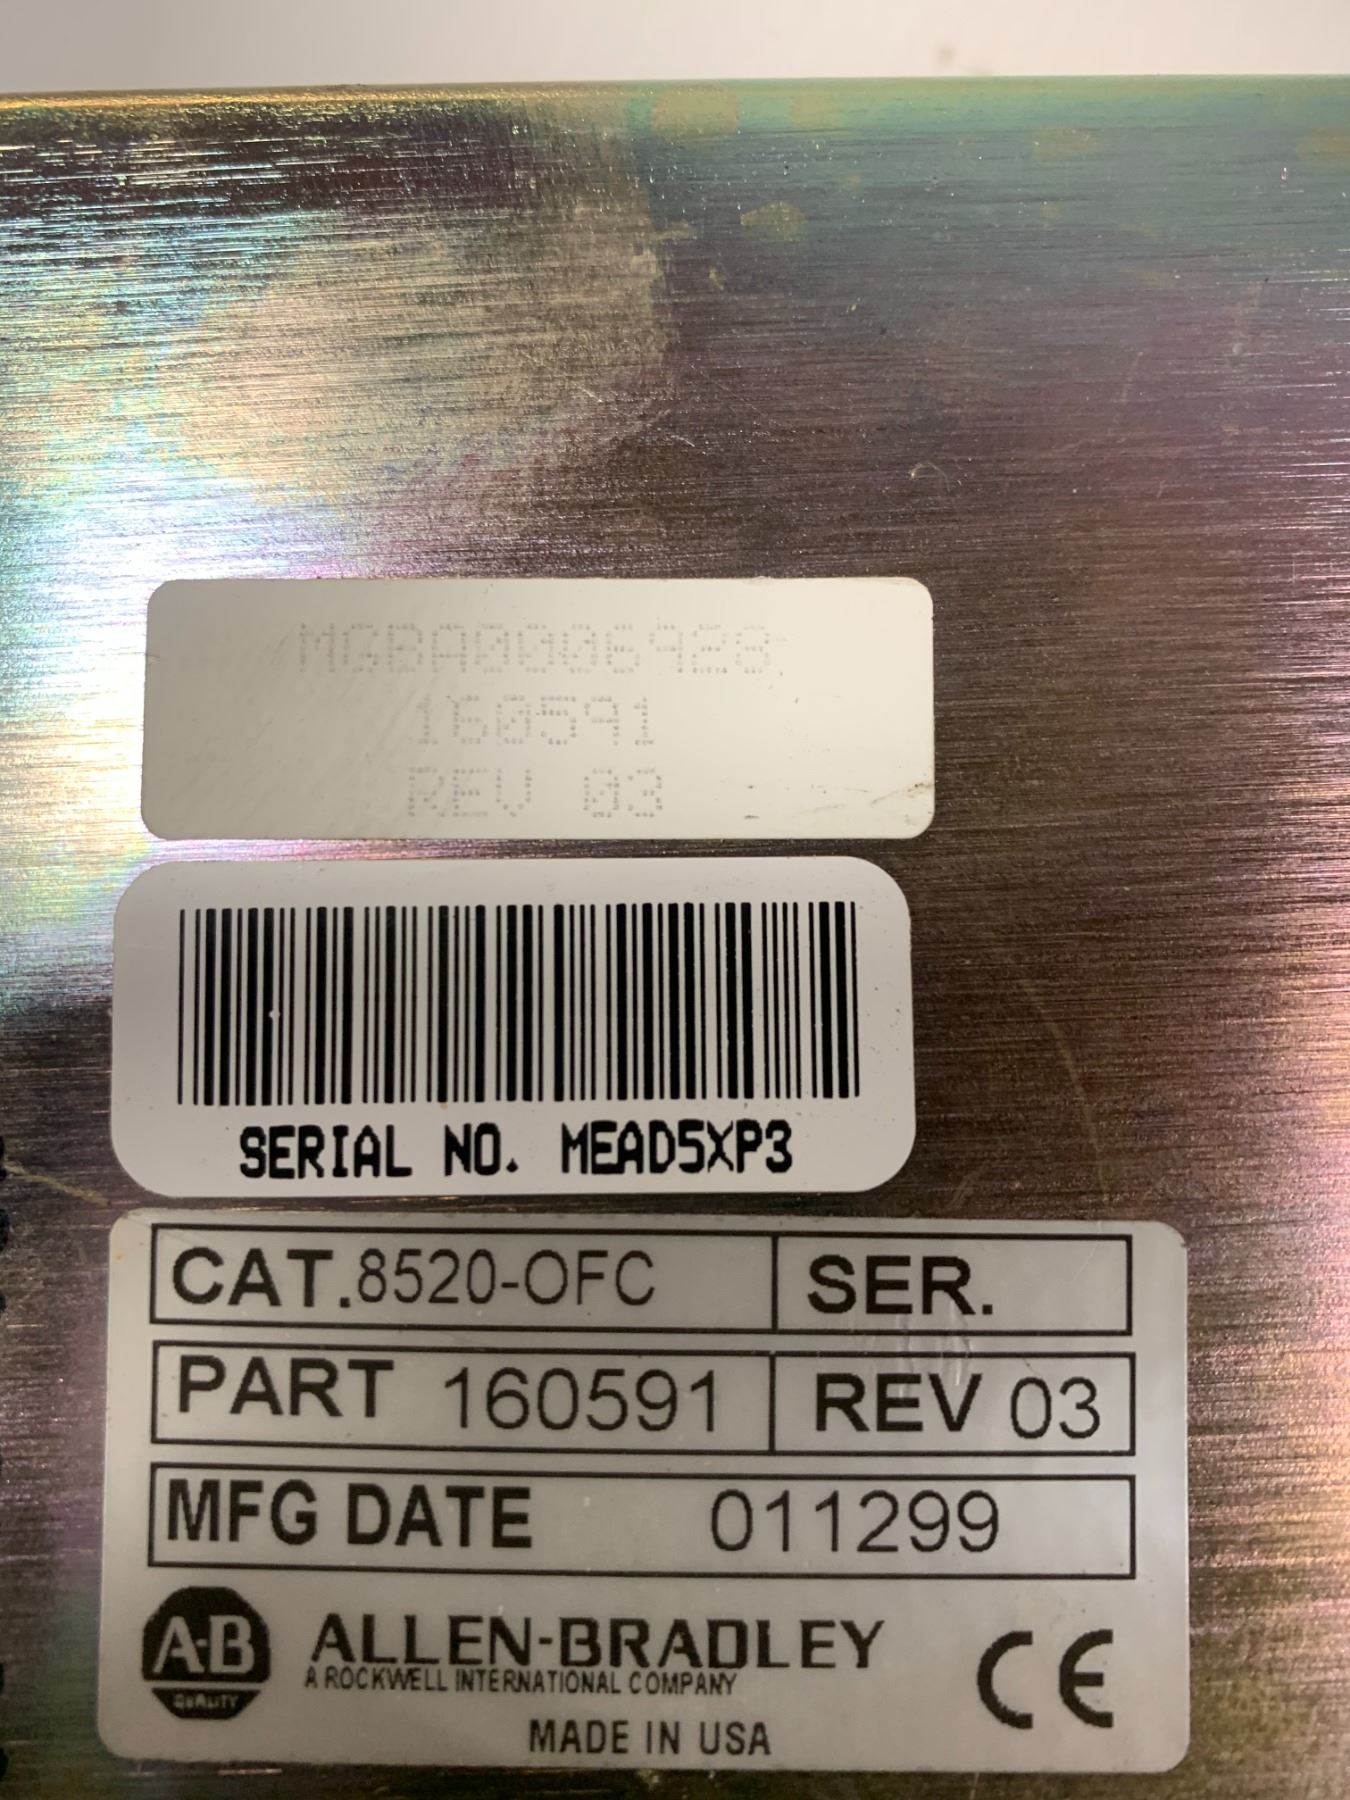 MGBA0006928
160591
REV 03
SERIAL NO. MEAD5XP3
CAT. 8520-OFC SER.
PART 160591 REV 03
MFG DATE 011299
A-B QUALITY
ALLEN-BRADLEY
A ROCKWELL INTERNATIONAL COMPANY
CE
MADE IN USA